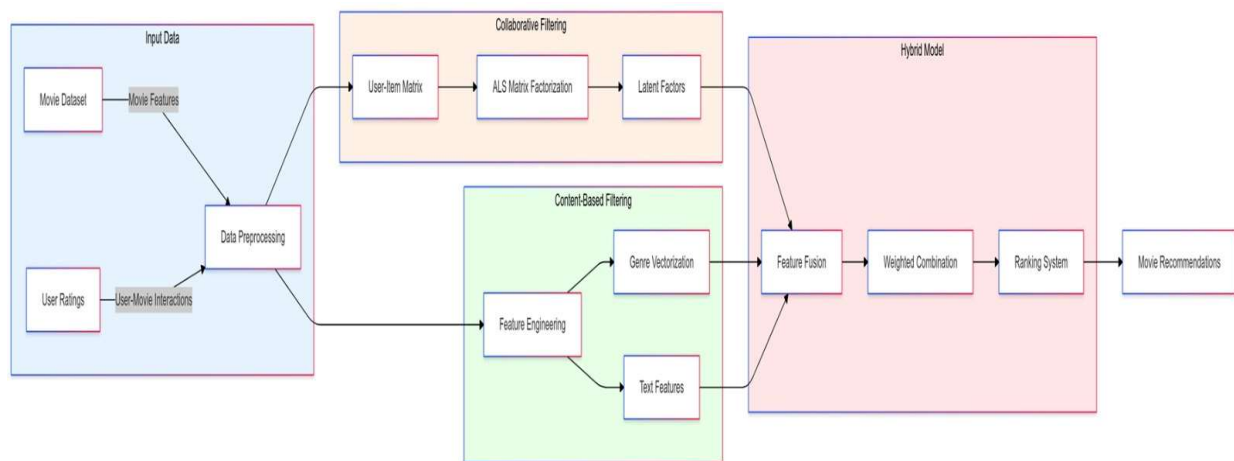 Input Data
Movie Dataset
Movie Features
Data Preprocessing
User Ratings
User-Movie Interactions
Collaborative Filtering
User-Item Matrix
ALS Matrix Factorization
Latent Factors
Content-Based Filtering
Feature Engineering
Genre Vectorization
Text Features
Hybrid Model
Feature Fusion
Weighted Combination
Ranking System
Movie Recommendations